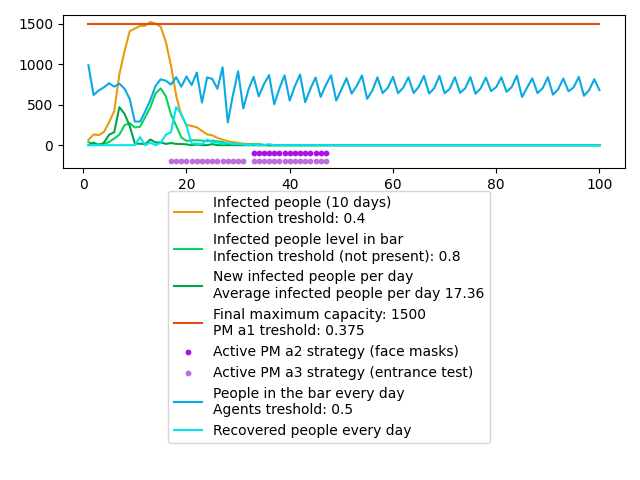 1500
1000
500
0
0 20 40 60 80 100
Infected people (10 days)
Infection treshold: 0.4
Infected people level in bar
Infection treshold (not present): 0.8
New infected people per day
Average infected people per day 17.36
Final maximum capacity: 1500
PM a1 treshold: 0.375
Active PM a2 strategy (face masks)
Active PM a3 strategy (entrance test)
People in the bar every day
Agents treshold: 0.5
Recovered people every day